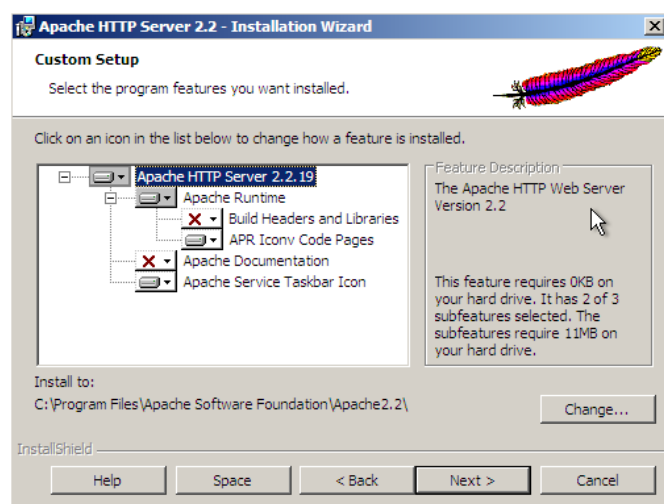 Apache HTTP Server 2.2 - Installation Wizard
Custom Setup
Select the program features you want installed.
Click on an icon in the list below to change how a feature is installed.
Apache HTTP Server 2.2.19
Apache Runtime
Build Headers and Libraries
APR Iconv Code Pages
Apache Documentation
Apache Service Taskbar Icon
Feature Description
The Apache HTTP Web Server
Version 2.2
This feature requires 0KB on
your hard drive. It has 2 of 3
subfeatures selected. The
subfeatures require 11MB on
your hard drive.
Install to:
C:\Program Files\Apache Software Foundation\Apache2.2\
Change...
InstallShield
Help
Space
< Back
Next >
Cancel